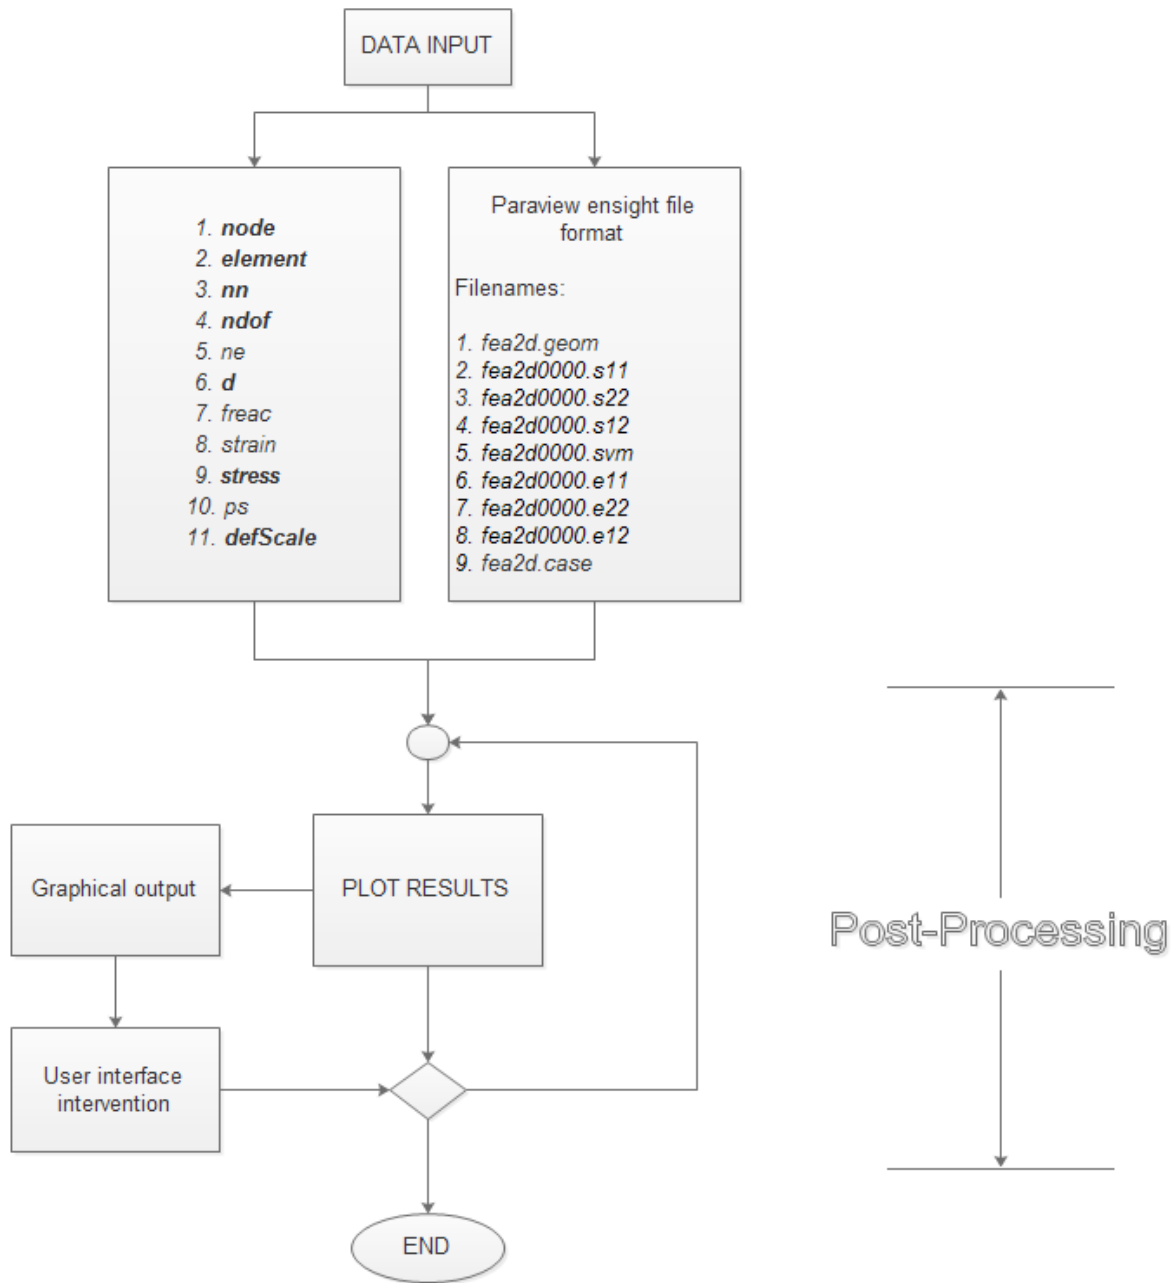 DATA INPUT
1. node
2. element
3. nn
4. ndof
5. ne
6. d
7. freac
8. strain
9. stress
10. ps
11. defScale
Paraview ensight file
format
Filenames:
1. fea2d.geom
2. fea2d0000.s11
3. fea2d0000.s22
4. fea2d0000.s12
5. fea2d0000.svm
6. fea2d0000.e11
7. fea2d0000.e22
8. fea2d0000.e12
9. fea2d.case
Graphical output
PLOT RESULTS
Post-Processing
User interface
intervention
END